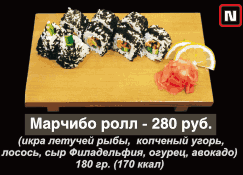 N
Марчибо ролл - 280 руб.
(икра летучей рыбы, копченый угорь,
лосось, сыр Филадельфия, огурец, авокадо)
180 гр. (170 ккал)